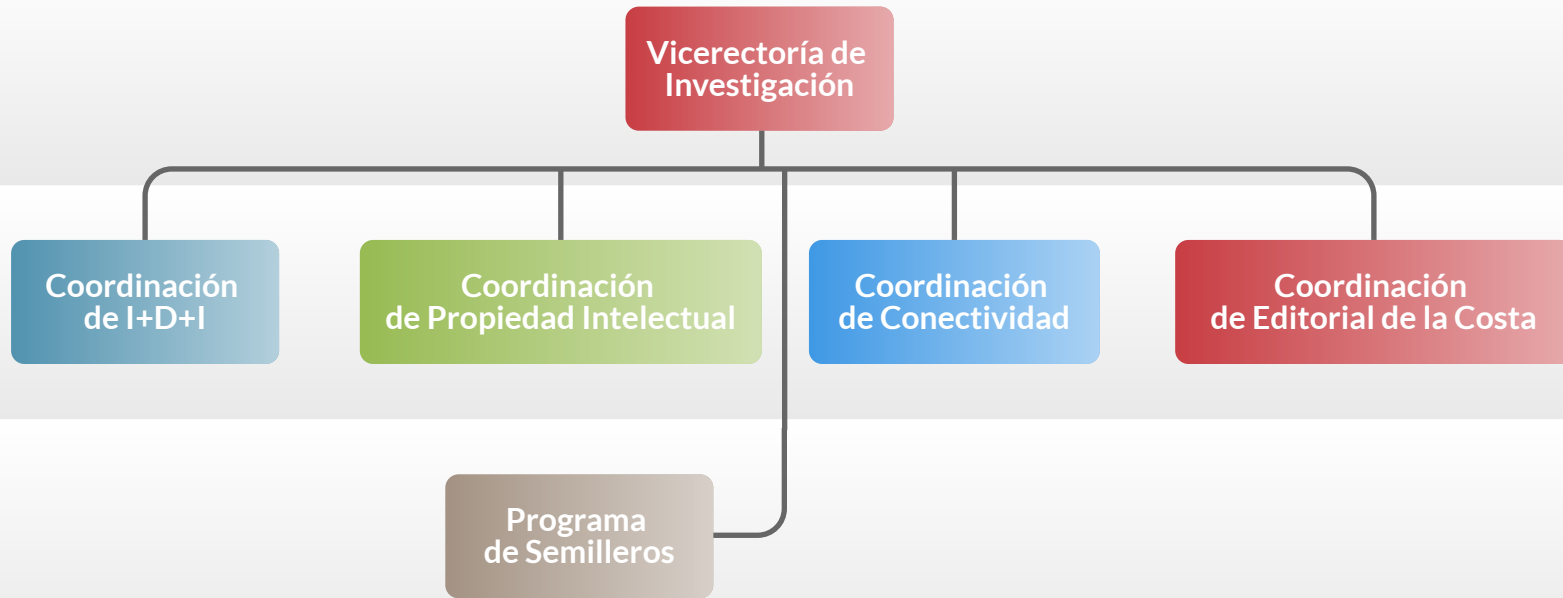 Vicerectoría de
Investigación
Coordinación
de I+D+I
Coordinación
de Propiedad Intelectual
Coordinación
de Conectividad
Coordinación
de Editorial de la Costa
Programa
de Semilleros